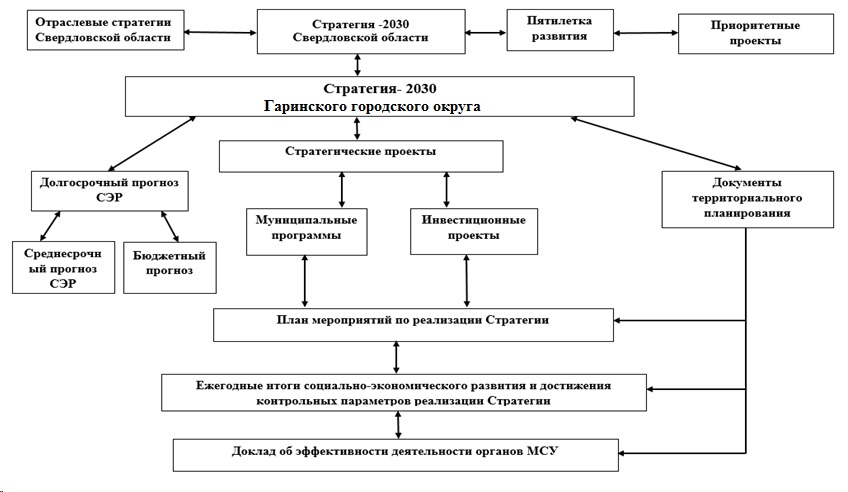 Отраслевые стратегии
Свердловской области
Стратегия -2030
Свердловской области
Пятилетка
развития
Приоритетные
проекты
Стратегия- 2030
Гаринского городского округа
Стратегические проекты
Долгосрочный прогноз
СЭР
Документы
территориального
планирования
Муниципальные
программы
Инвестиционные
проекты
Среднесрочн
ый прогноз
СЭР
Бюджетный
прогноз
План мероприятий по реализации Стратегии
Ежегодные итоги социально-экономического развития и достижения
контрольных параметров реализации Стратегии
Доклад об эффективности деятельности органов МСУ